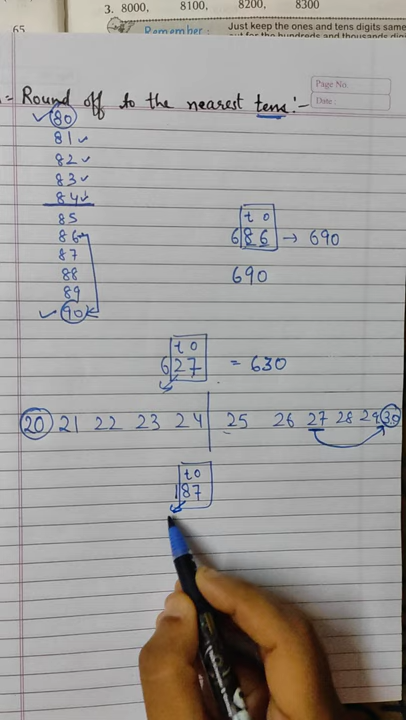 3. 8000, 8100, 8200, 8300
65
Remember: Just keep the ones and tens digits same
Page No.
Date:
Round off to the nearest tens:-
80
81
82
83
84
85
86
87
88
89
90
t o
686 → 690
690
t o
627 = 630
20 21 22 23 24 25 26 27 28 29 30
t o
187